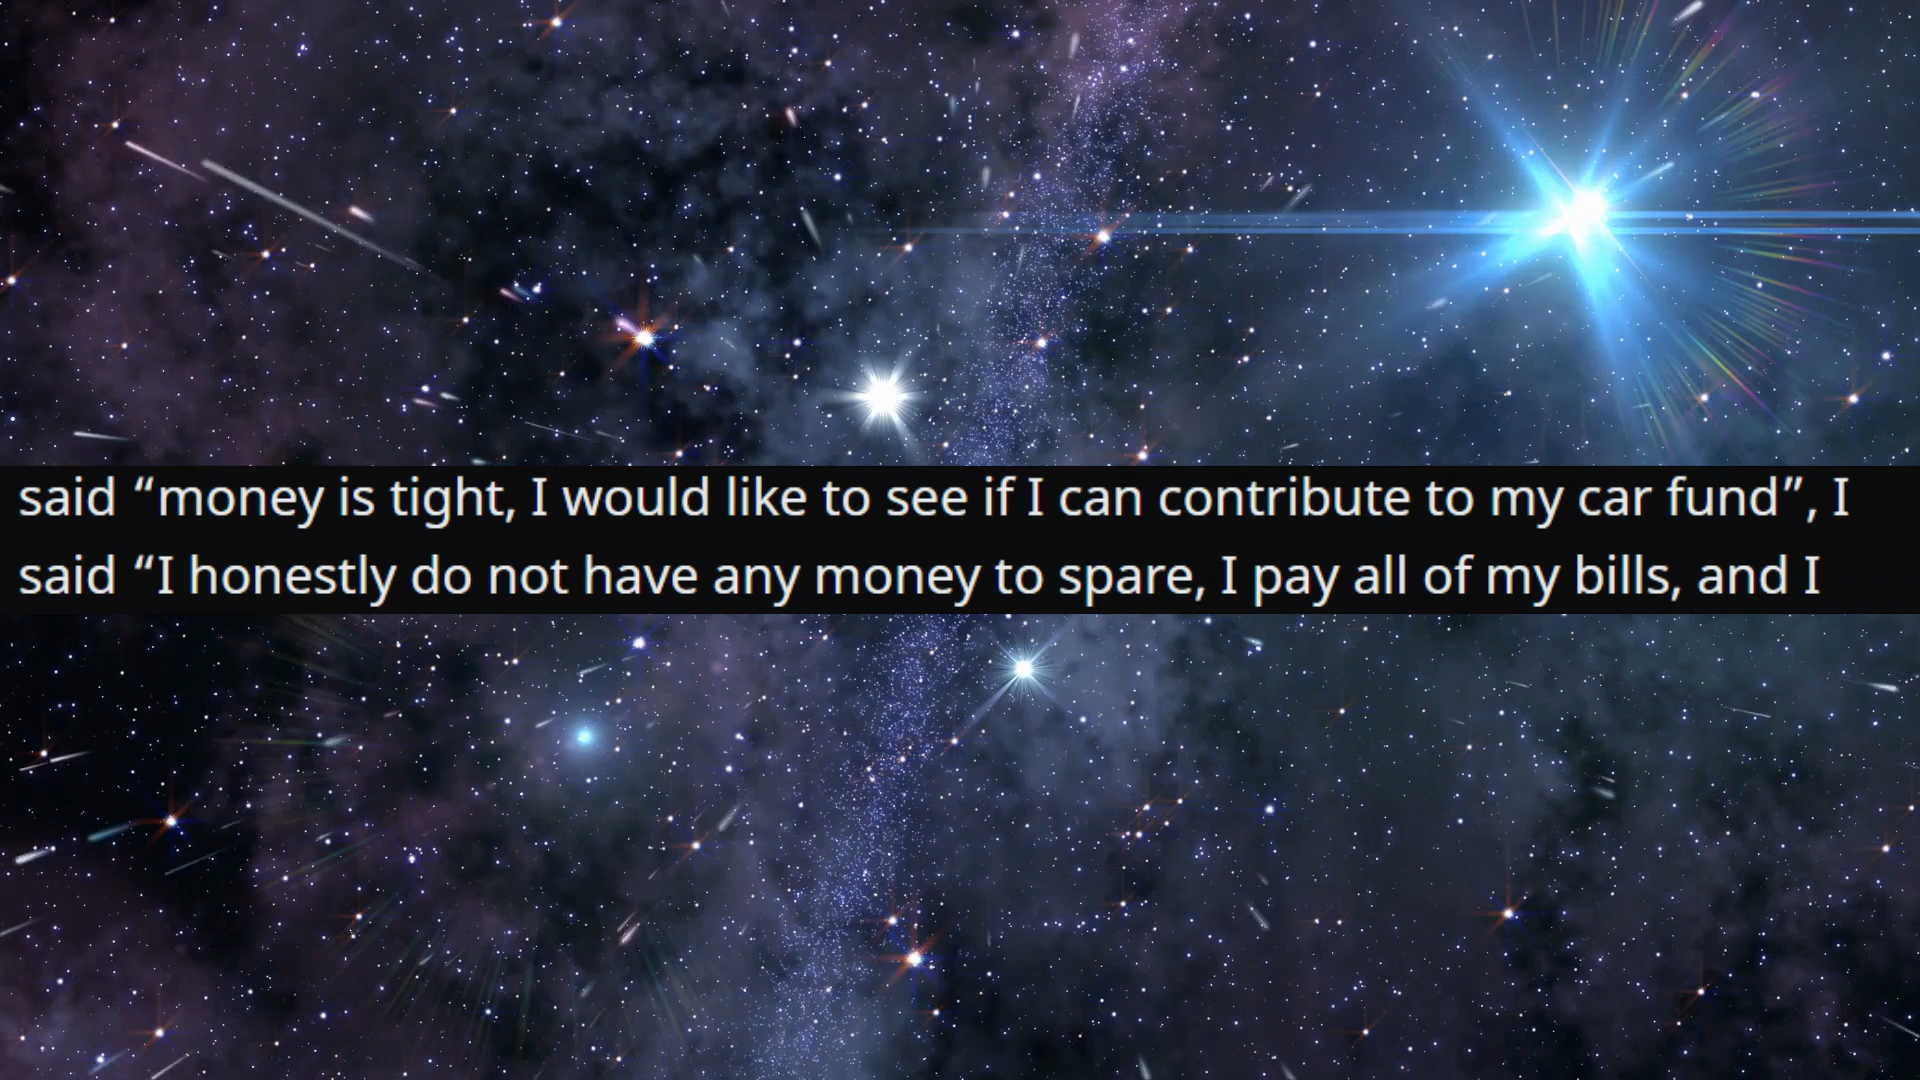 said “money is tight, I would like to see if I can contribute to my car fund”, I
said “I honestly do not have any money to spare, I pay all of my bills, and I